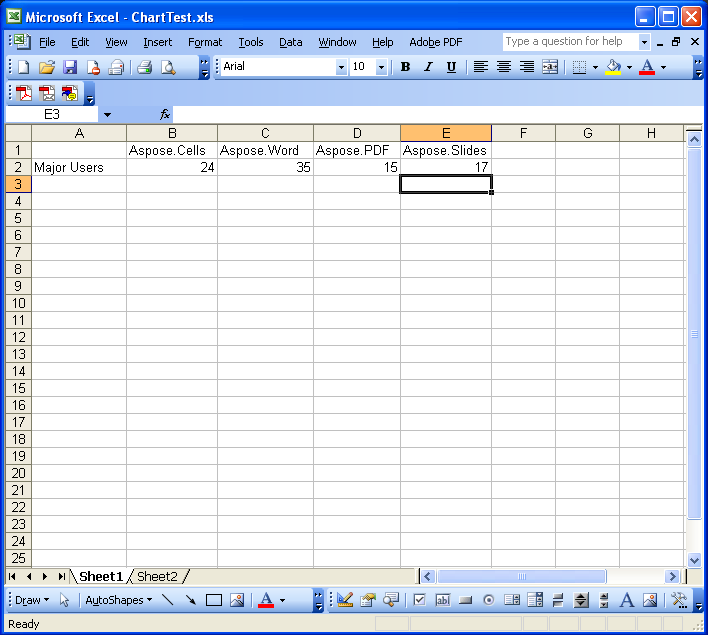 Microsoft Excel - ChartTest.xls
File Edit View Insert Format Tools Data Window Help Adobe PDF Type a question for help
Arial 10 B I U
E3 fx
A B C D E F G H
1 Aspose.Cells Aspose.Word Aspose.PDF Aspose.Slides
2 Major Users 24 35 15 17
3
4
5
6
7
8
9
10
11
12
13
14
15
16
17
18
19
20
21
22
23
24
25
Sheet1 Sheet2
Draw AutoShapes A ab A
Ready